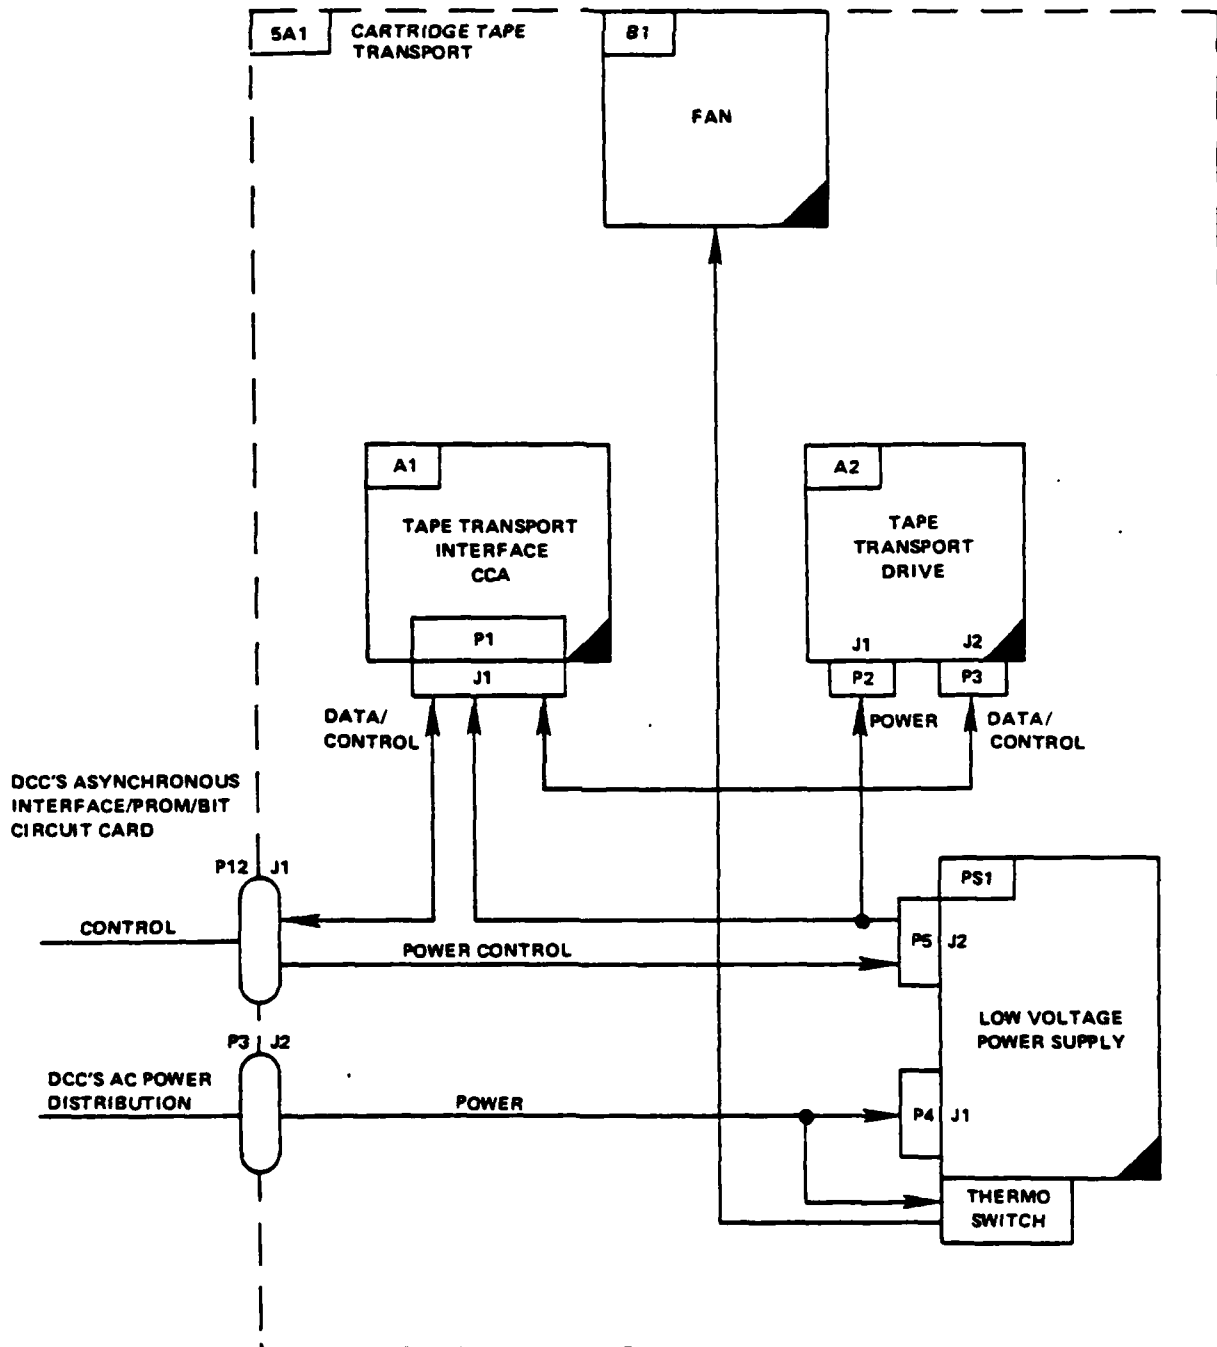 5A1
CARTRIDGE TAPE
TRANSPORT
B1
FAN
A1
TAPE TRANSPORT
INTERFACE
CCA
P1
J1
A2
TAPE
TRANSPORT
DRIVE
J1
J2
P2
P3
DATA/
CONTROL
POWER
DATA/
CONTROL
DCC'S ASYNCHRONOUS
INTERFACE/PROM/BIT
CIRCUIT CARD
P12
J1
CONTROL
POWER CONTROL
PS1
P5
J2
LOW VOLTAGE
POWER SUPPLY
P3
J2
DCC'S AC POWER
DISTRIBUTION
POWER
P4
J1
THERMO
SWITCH